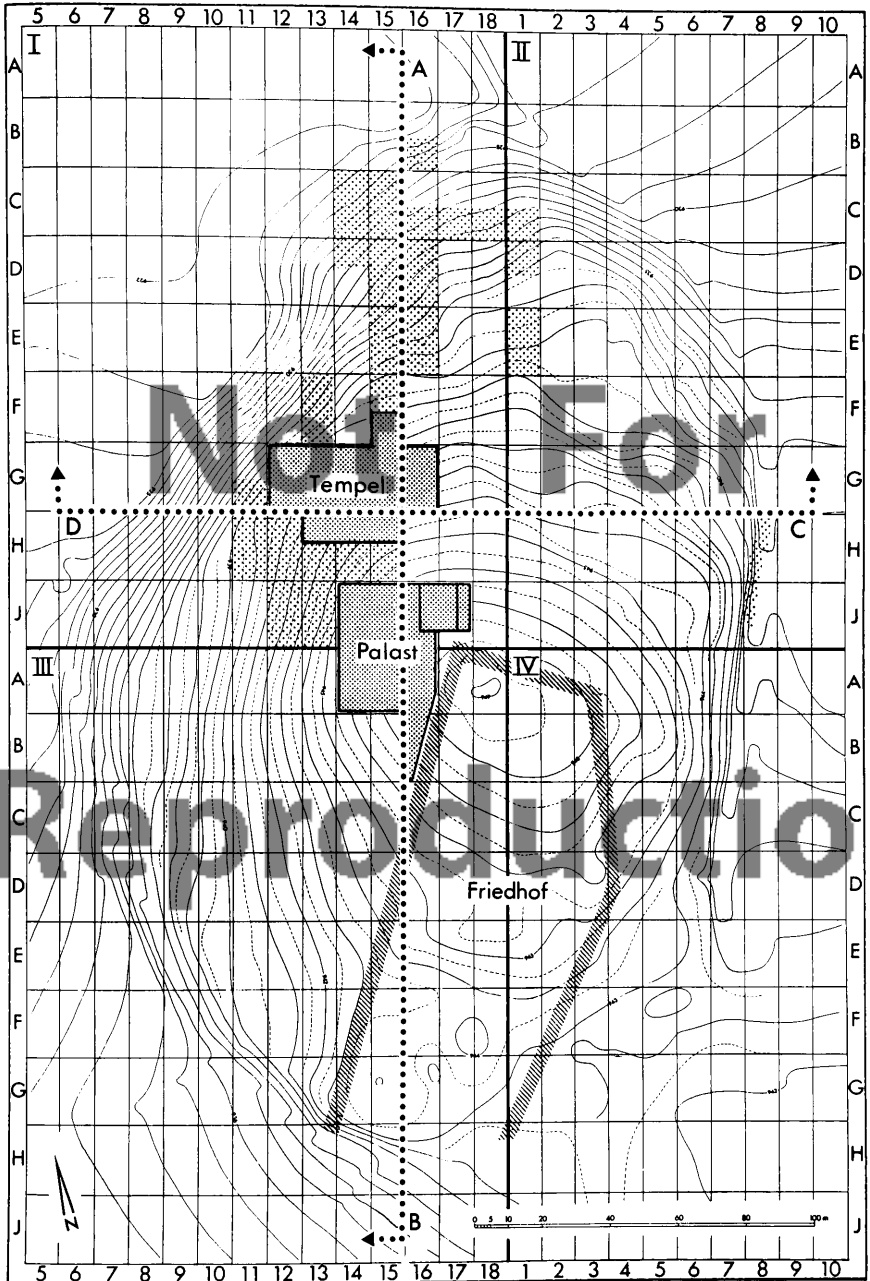 5 6 7 8 9 10 11 12 13 14 15 16 17 18 1 2 3 4 5 6 7 8 9 10
I II
A A A
B B
C C
D D
E E
F F
Not For
G Tempel G
D C
H H
J J
Palast
III IV
A A
B B
Reproductio
C C
D D
Friedhof
E E
F F
G G
H H
N
J B J
0 5 10 20 40 60 80 100 m
5 6 7 8 9 10 11 12 13 14 15 16 17 18 1 2 3 4 5 6 7 8 9 10